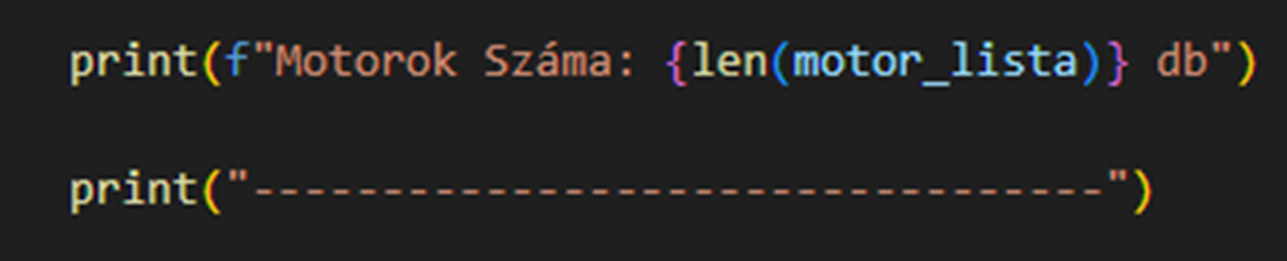 print(f"Motorok Száma: {len(motor_lista)} db")
print("---------------------------------")